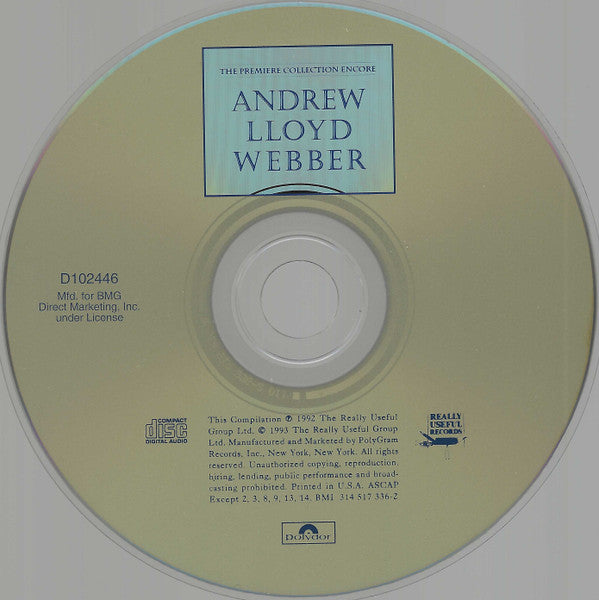 THE PREMIERE COLLECTION ENCORE
ANDREW
LLOYD
WEBBER
D102446
Mfd. for BMG
Direct Marketing, Inc.
under License
COMPACT
disc
DIGITAL AUDIO
This Compilation ℗ 1992 The Really Useful
Group Ltd. © 1993 The Really Useful Group
Ltd. Manufactured and Marketed by PolyGram
Records, Inc., New York, New York. All rights
reserved. Unauthorized copying, reproduction,
hiring, lending, public performance and broad-
casting prohibited. Printed in U.S.A. ASCAP
Except 2, 3, 8, 9, 13, 14. BMI 314 517 336-2
REALLY
USEFUL
RECORDS
Polydor